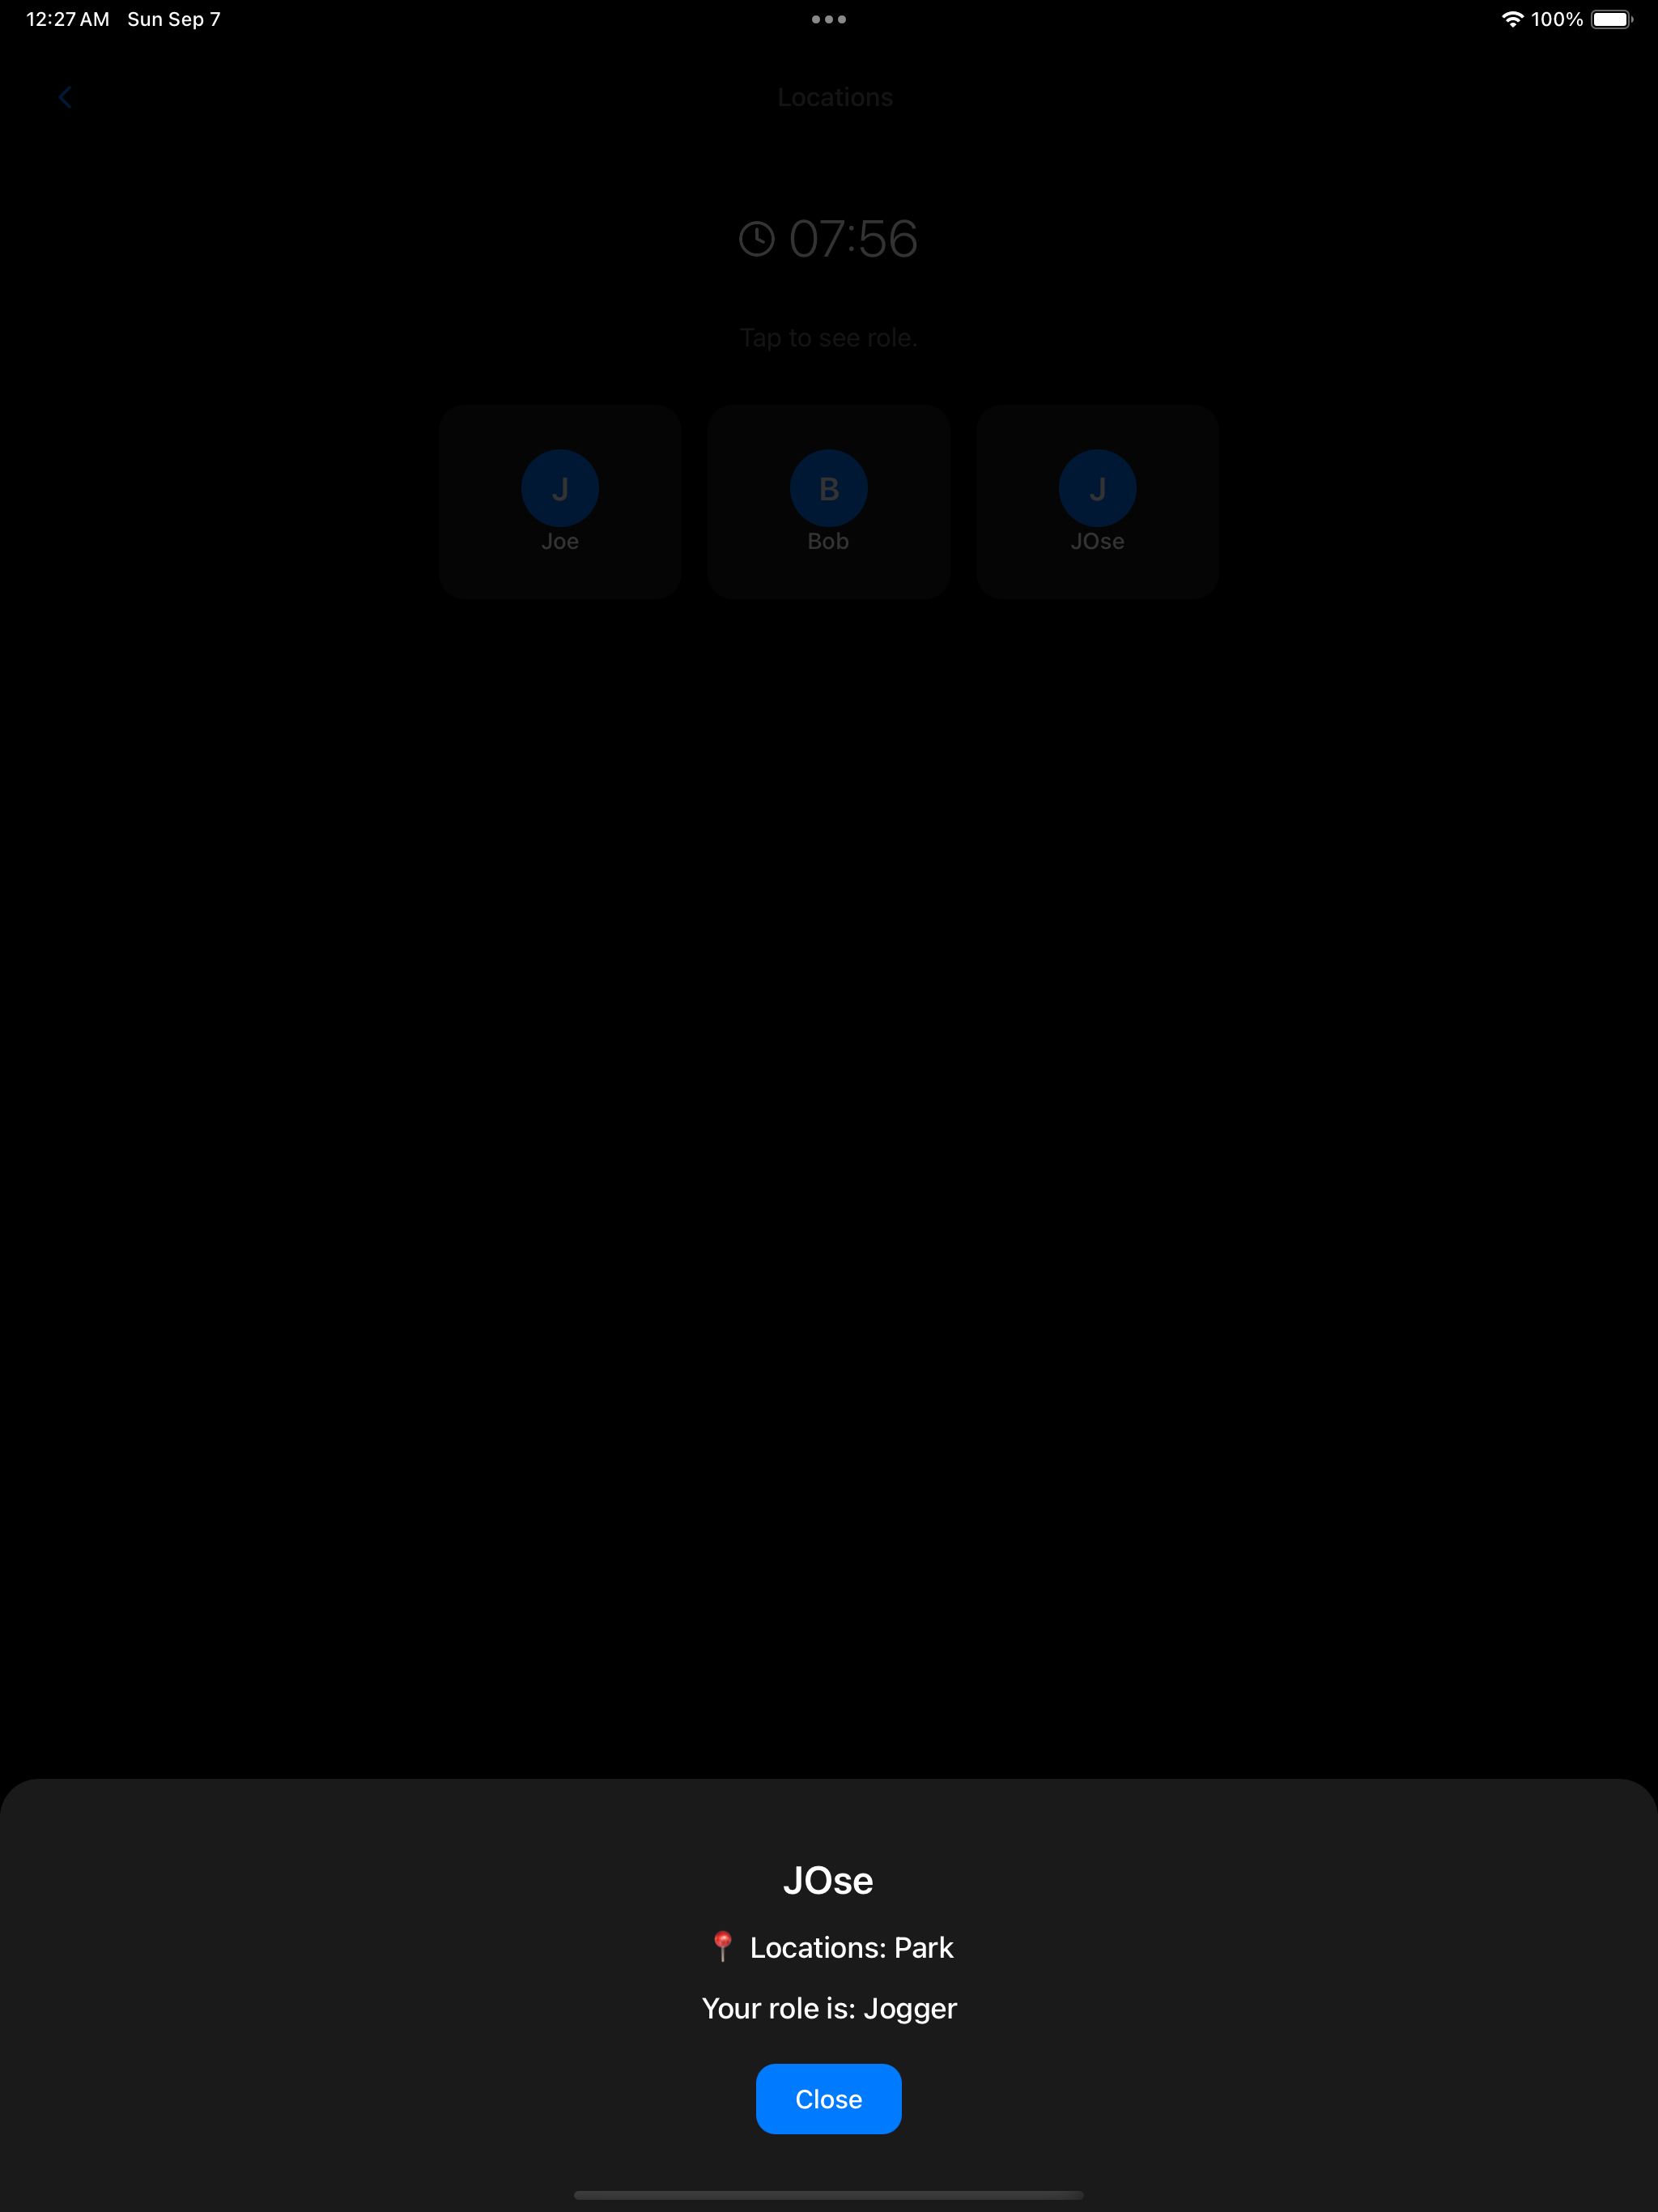 12:27 AM Sun Sep 7
100%
Locations
07:56
Tap to see role.
J
Joe
B
Bob
J
JOse
JOse
📍 Locations: Park
Your role is: Jogger
Close